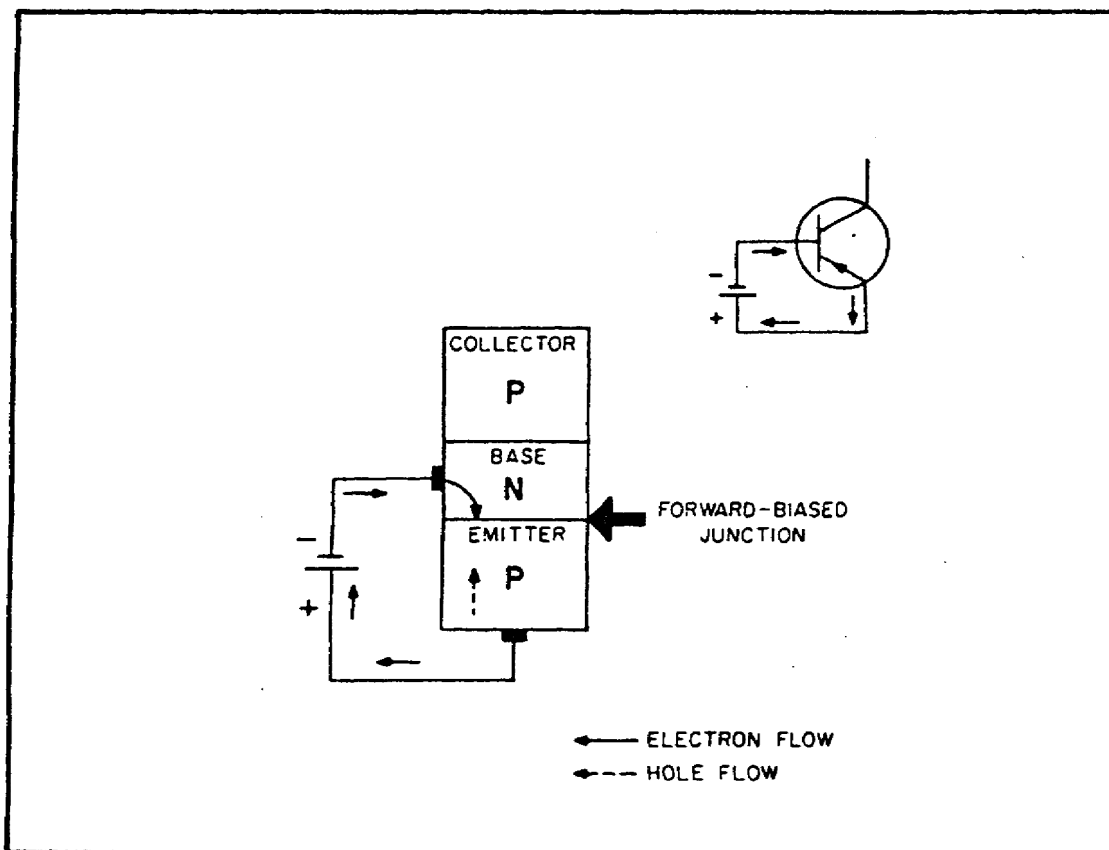 -
+
COLLECTOR
P
BASE
N
EMITTER
P
-
+
FORWARD-BIASED
JUNCTION
ELECTRON FLOW
HOLE FLOW